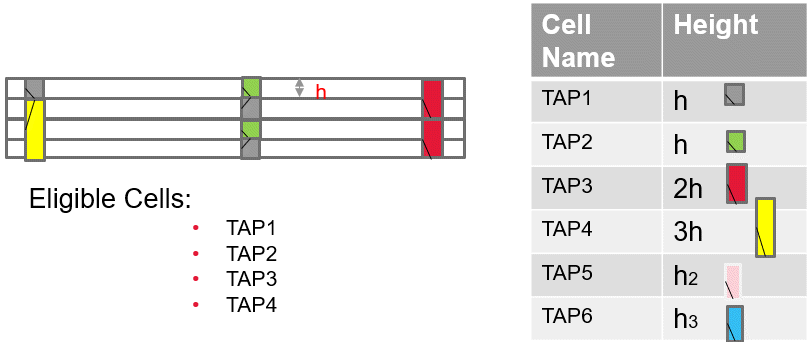 h
Eligible Cells:
• TAP1
• TAP2
• TAP3
• TAP4
Cell Name Height
TAP1 h
TAP2 h
TAP3 2h
TAP4 3h
TAP5 h2
TAP6 h3